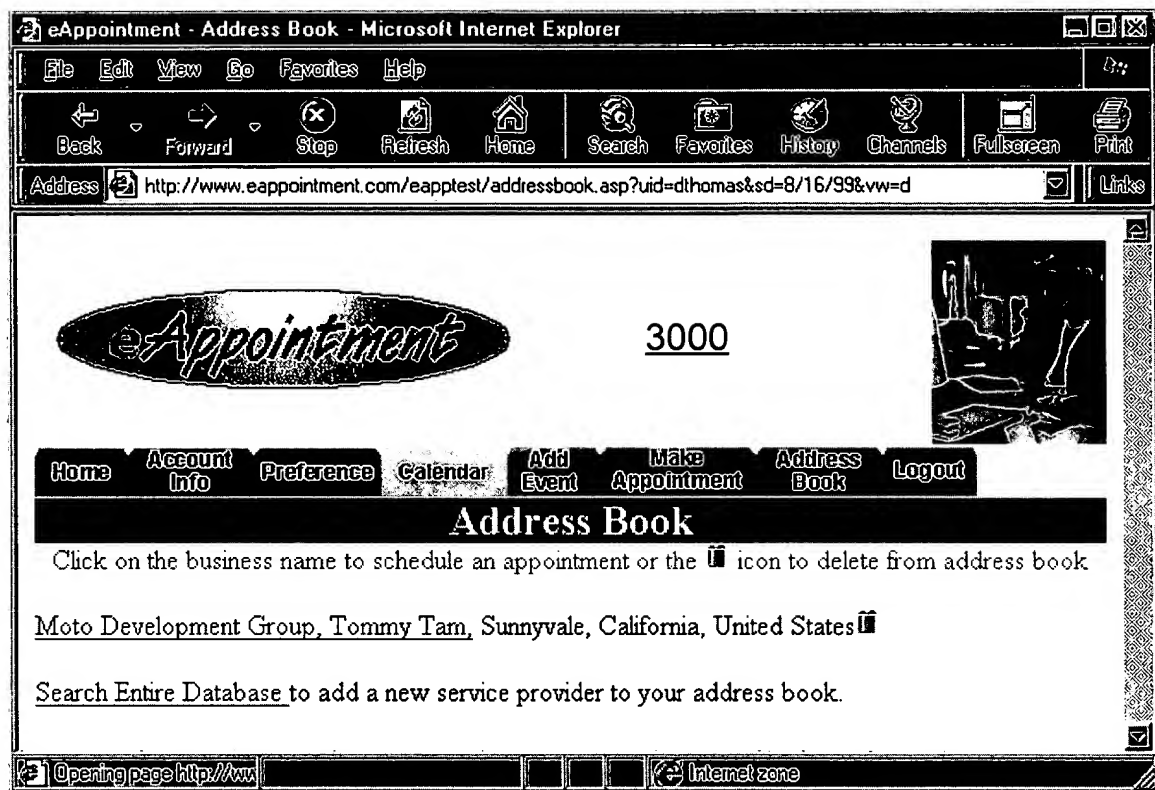 eAppointment - Address Book - Microsoft Internet Explorer
File Edit View Go Favorites Help
Back Forward Stop Refresh Home Search Favorites History Channels Fullscreen Print
Address http://www.eappointment.com/eapptest/addressbook.asp?uid=dthomas&sd=8/16/99&vw=d Links
eAppointment
3000
Home Account Info Preference Calendar Add Event Make Appointment Address Book Logout
Address Book
Click on the business name to schedule an appointment or the icon to delete from address book
Moto Development Group, Tommy Tam, Sunnyvale, California, United States
Search Entire Database to add a new service provider to your address book.
Opening page http://ww Internet zone